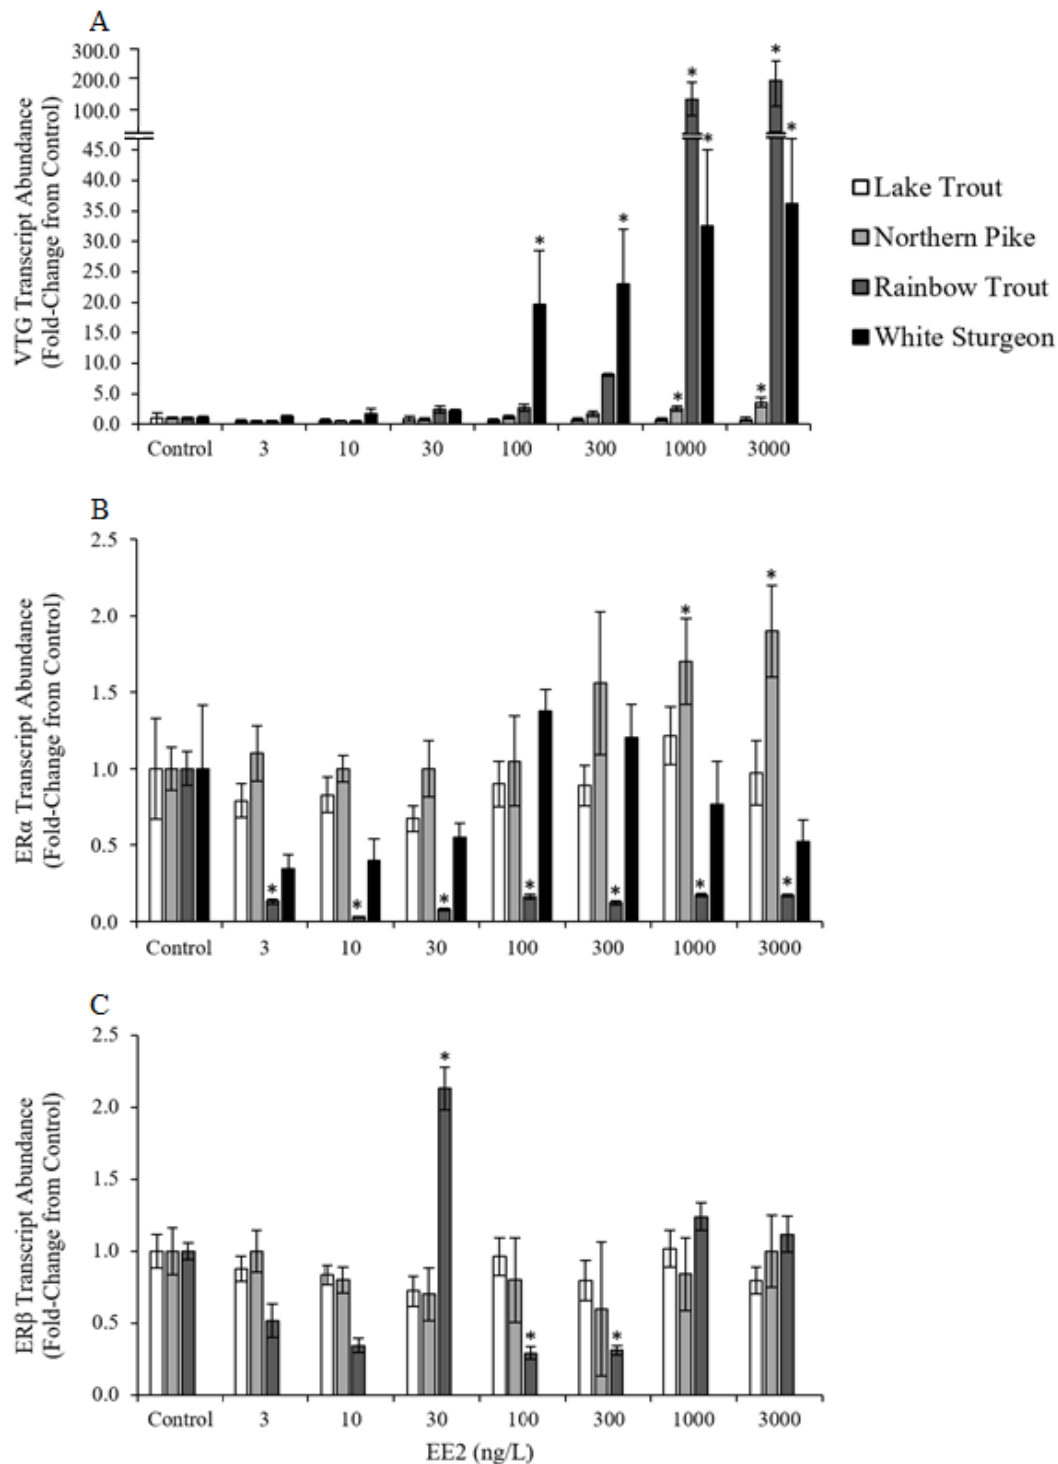 A
VTG Transcript Abundance
(Fold-Change from Control)
300.0
200.0
100.0
45.0
40.0
35.0
30.0
25.0
20.0
15.0
10.0
5.0
0.0
* * * * * * * *
Control 3 10 30 100 300 1000 3000
Lake Trout
Northern Pike
Rainbow Trout
White Sturgeon
B
ERα Transcript Abundance
(Fold-Change from Control)
2.5
2.0
1.5
1.0
0.5
0.0
* * * * * * * * *
Control 3 10 30 100 300 1000 3000
C
ERβ Transcript Abundance
(Fold-Change from Control)
2.5
2.0
1.5
1.0
0.5
0.0
* * *
Control 3 10 30 100 300 1000 3000
EE2 (ng/L)